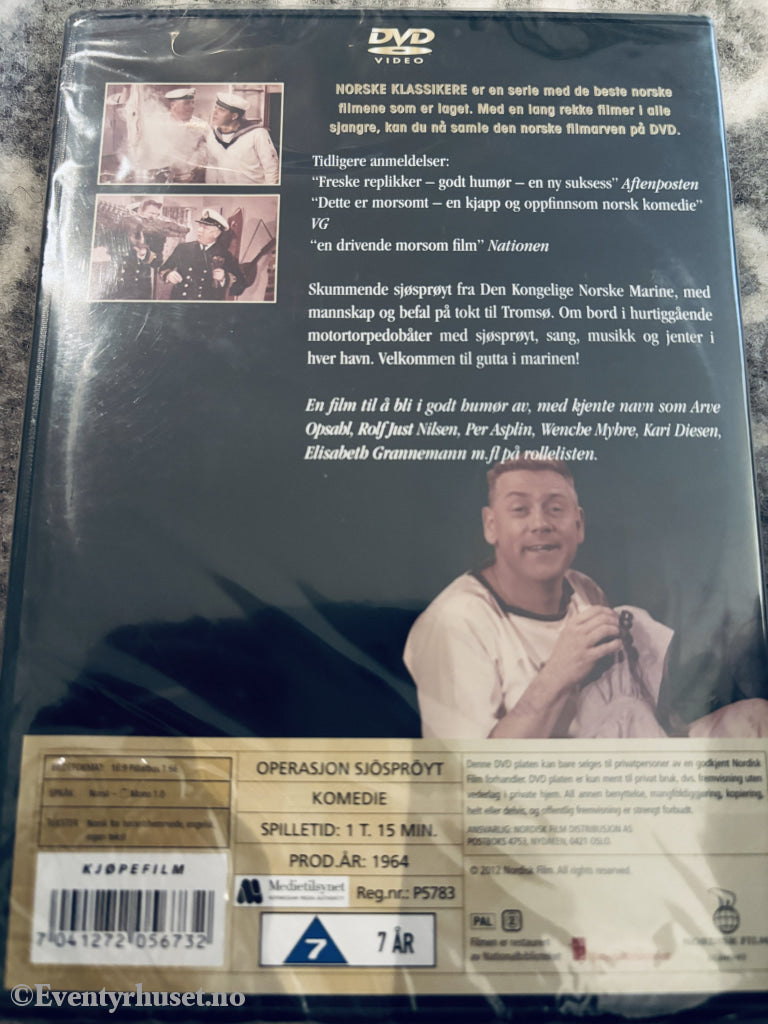 DVD
VIDEO
NORSKE KLASSIKERE er en serie med de beste norske
filmene som er laget. Med en lang rekke filmer i alle
sjangre, kan du nå samle den norske filmarven på DVD.
Tidligere anmeldelser:
“Freske replikker – godt humør – en ny suksess” Aftenposten
“Dette er morsomt – en kjapp og oppfinnsom norsk komedie”
VG
“en drivende morsom film” Nationen
Skummende sjøsprøyt fra Den Kongelige Norske Marine, med
mannskap og befal på tokt til Tromsø. Om bord i hurtiggående
motortorpedobåter med sjøsprøyt, sang, musikk og jenter i
hver havn. Velkommen til gutta i marinen!
En film til å bli i godt humør av, med kjente navn som Arve
Opsahl, Rolf Just Nilsen, Per Asplin, Wenche Myhre, Kari Diesen,
Elisabeth Grannemann m.fl på rollelisten.
OPERASJON SJÖSPRÖYT
KOMEDIE
SPILLETID: 1 T. 15 MIN.
PROD.ÅR: 1964
Medietilsynet
Reg.nr.: P5783
7
7 ÅR
Mono 1.0
KJØPEFILM
7 041272 056732
Denne DVD platen kan bare selges til privatpersoner av en godkjent Nordisk
Film forhandler. DVD platen er kun ment til privat bruk, dvs. fremvisning uten
vederlag i private hjem. All annen benyttelse, mangfoldiggjøring, kopiering,
helt eller delvis, og offentlig fremvisning er strengt forbudt.
ANSVARLIG: NORDISK FILM DISTRIBUSJON AS
POSTBOKS 4753, NYDALEN, 0421 OSLO.
© 2012 Nordisk Film. All rights reserved.
PAL 2
Filmen er restaurert
av Nasjonalbiblioteket
©Eventyrhuset.no